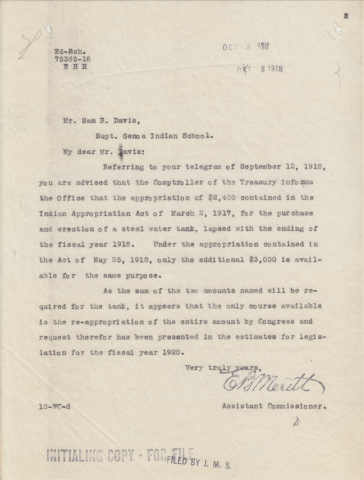 Ed-Sch.
75365-18
E H H
OCT 8 1918
Mr. Sam B. Davis,
Supt. Genoa Indian School.
My dear Mr. Davis:
Referring to your telegram of September 12, 1918,
you are advised that the Comptroller of the Treasury informs
the Office that the appropriation of $2,400 contained in the
Indian Appropriation Act of March 2, 1917, for the purchase
and erection of a steel water tank, lapsed with the ending of
the fiscal year 1918. Under the appropriation contained in
the Act of May 25, 1918, only the additional $3,000 is avail-
able for the same purpose.
As the sum of the two amounts named will be re-
quired for the tank, it appears that the only course available
is the re-appropriation of the entire amount by Congress and
request therefor has been presented in the estimates for legis-
lation for the fiscal year 1920.
Very truly yours,
E B Meritt
10-WC-6
Assistant Commissioner.
INITIALING COPY - FOR FILE
FILED BY J. M. S.